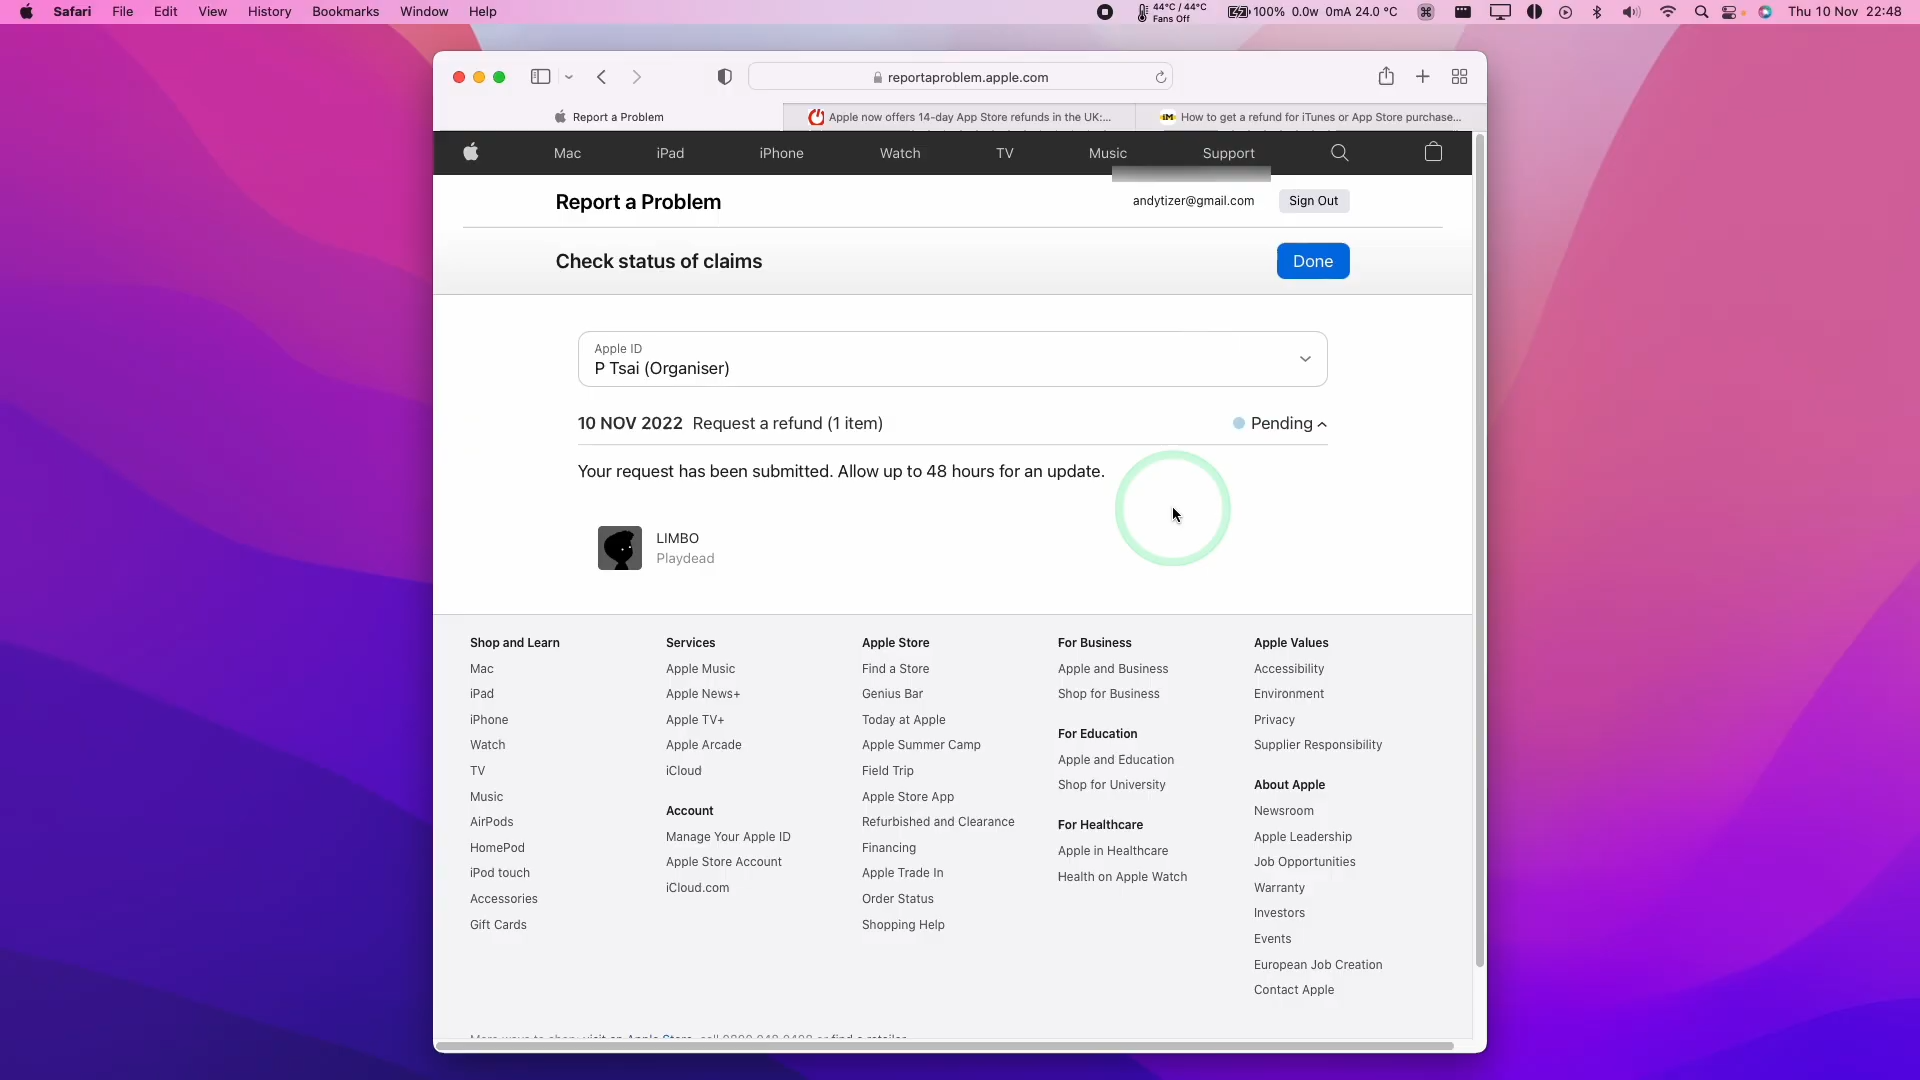 Safari File Edit View History Bookmarks Window Help
44°C / 44°C
Fans Off
100% 0.0w 0mA 24.0 °C
Thu 10 Nov 22:48
reportaproblem.apple.com
Report a Problem
Apple now offers 14-day App Store refunds in the UK:...
How to get a refund for iTunes or App Store purchase...
Mac iPad iPhone Watch TV Music Support
Report a Problem
andytizer@gmail.com
Sign Out
Check status of claims
Done
Apple ID
P Tsai (Organiser)
10 NOV 2022 Request a refund (1 item)
Pending
Your request has been submitted. Allow up to 48 hours for an update.
LIMBO
Playdead
Shop and Learn
Mac
iPad
iPhone
Watch
TV
Music
AirPods
HomePod
iPod touch
Accessories
Gift Cards
Services
Apple Music
Apple News+
Apple TV+
Apple Arcade
iCloud
Account
Manage Your Apple ID
Apple Store Account
iCloud.com
Apple Store
Find a Store
Genius Bar
Today at Apple
Apple Summer Camp
Field Trip
Apple Store App
Refurbished and Clearance
Financing
Apple Trade In
Order Status
Shopping Help
For Business
Apple and Business
Shop for Business
For Education
Apple and Education
Shop for University
For Healthcare
Apple in Healthcare
Health on Apple Watch
Apple Values
Accessibility
Environment
Privacy
Supplier Responsibility
About Apple
Newsroom
Apple Leadership
Job Opportunities
Warranty
Investors
Events
European Job Creation
Contact Apple